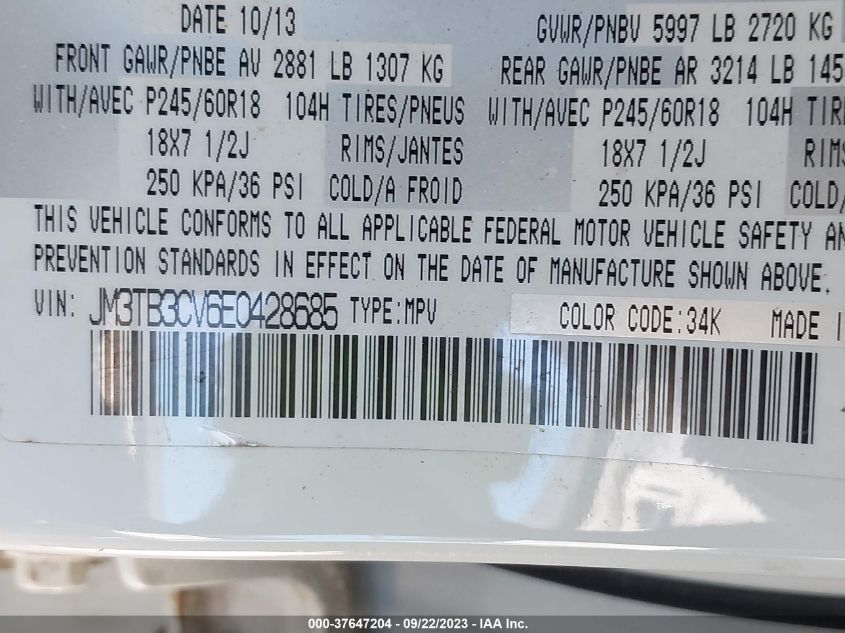 DATE 10/13 GVWR/PNBV 5997 LB 2720 KG
FRONT GAWR/PNBE AV 2881 LB 1307 KG REAR GAWR/PNBE AR 3214 LB 145
WITH/AVEC P245/60R18 104H TIRES/PNEUS WITH/AVEC P245/60R18 104H TIRE
18X7 1/2J RIMS/JANTES 18X7 1/2J RIMS
250 KPA/36 PSI COLD/A FROID 250 KPA/36 PSI COLD/
THIS VEHICLE CONFORMS TO ALL APPLICABLE FEDERAL MOTOR VEHICLE SAFETY AN
PREVENTION STANDARDS IN EFFECT ON THE DATE OF MANUFACTURE SHOWN ABOVE.
VIN: JM3TB3CV6E0428685 TYPE:MPV COLOR CODE:34K MADE I
000-37647204 - 09/22/2023 - IAA Inc.